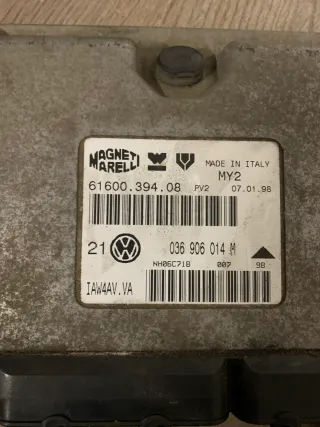 MAGNETI MARELLI
MADE IN ITALY
MY2
61600.394.08 PV2 07.01.98
21 036 906 014 M
NH06C718 007 98
IAW4AV.VA